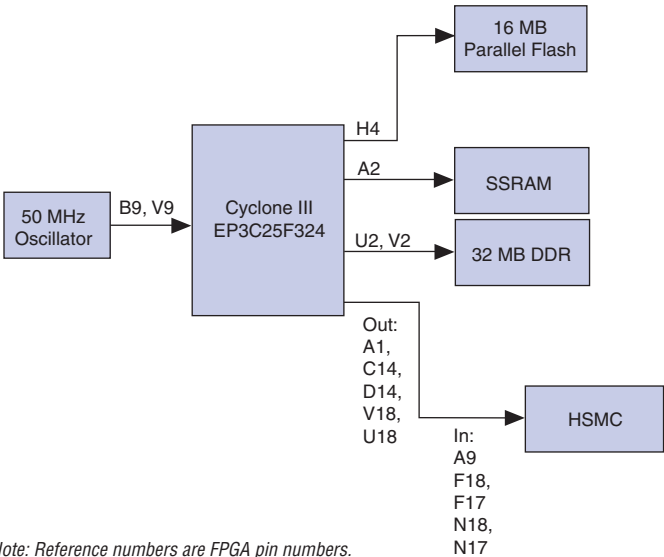 16 MB
Parallel Flash
H4
A2
SSRAM
50 MHz
Oscillator
B9, V9
Cyclone III
EP3C25F324
U2, V2
32 MB DDR
Out:
A1,
C14,
D14,
V18,
U18
HSMC
In:
A9
F18,
F17
N18,
N17
Reference numbers are FPGA pin numbers.